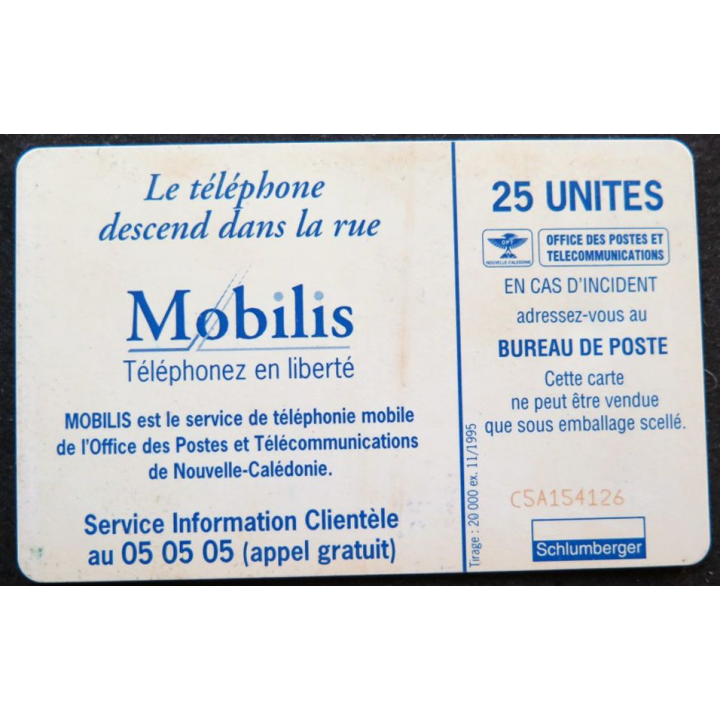 Le téléphone
descend dans la rue
Mobilis
Téléphonez en liberté
MOBILIS est le service de téléphonie mobile
de l'Office des Postes et Télécommunications
de Nouvelle-Calédonie.
Service Information Clientèle
au 05 05 05 (appel gratuit)
Tirage : 20 000 ex. 11/1995
25 UNITES
OPT
NOUVELLE-CALEDONIE
OFFICE DES POSTES ET
TELECOMMUNICATIONS
EN CAS D'INCIDENT
adressez-vous au
BUREAU DE POSTE
Cette carte
ne peut être vendue
que sous emballage scellé.
C5A154126
Schlumberger